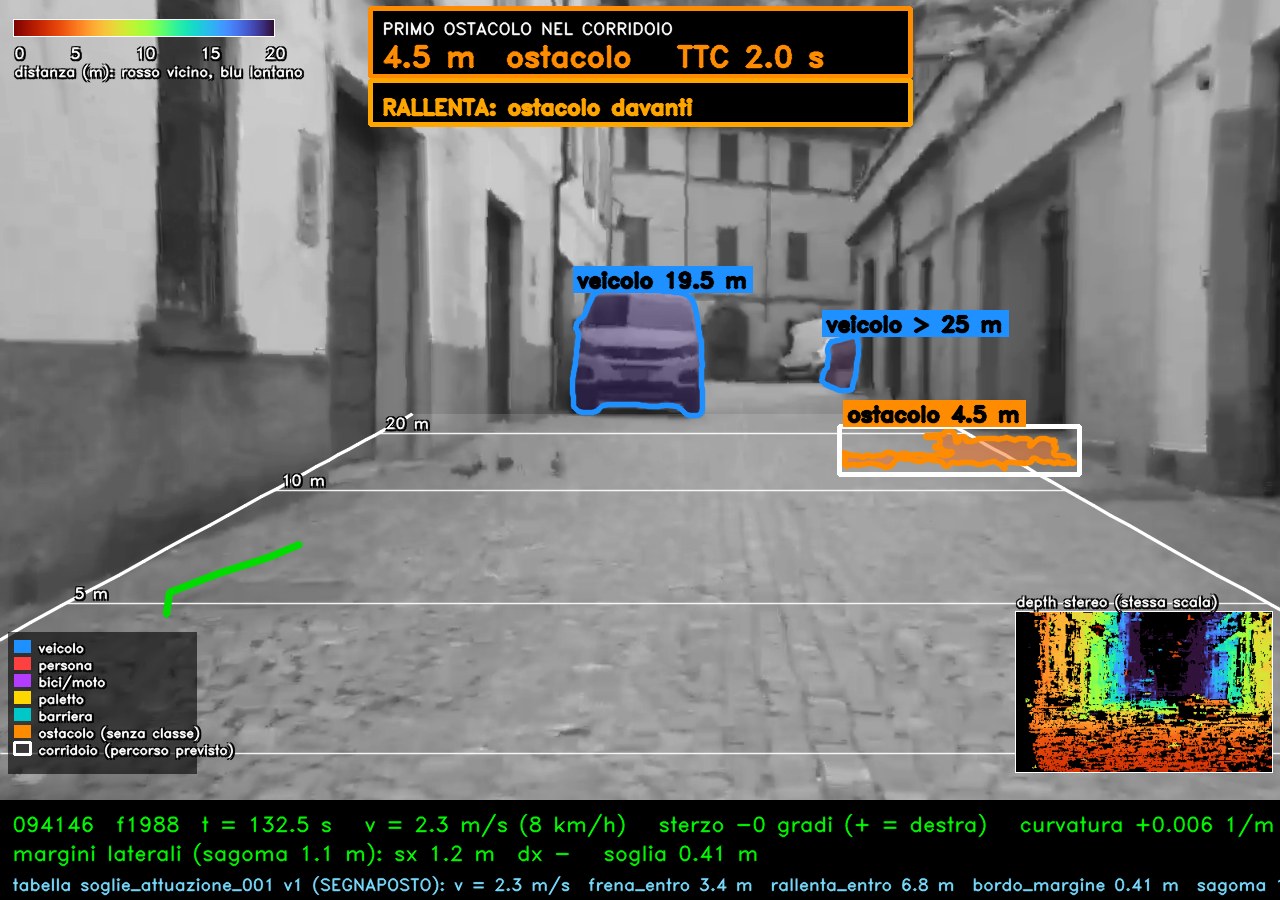 PRIMO OSTACOLO NEL CORRIDOIO
4.5 m ostacolo TTC 2.0 s
RALLENTA: ostacolo davanti
0 5 10 15 20
distanza (m): rosso vicino, blu lontano
veicolo 19.5 m
veicolo > 25 m
ostacolo 4.5 m
20 m
10 m
5 m
depth stereo (stessa scala)
veicolo
persona
bici/moto
paletto
barriera
ostacolo (senza classe)
corridoio (percorso previsto)
094146 f1988 t = 132.5 s v = 2.3 m/s (8 km/h) sterzo −0 gradi (+ = destra) curvatura +0.006 1/m
margini laterali (sagoma 1.1 m): sx 1.2 m dx − soglia 0.41 m
tabella soglie_attuazione_001 v1 (SEGNAPOSTO): v = 2.3 m/s frena_entro 3.4 m rallenta_entro 6.8 m bordo_margine 0.41 m sagoma